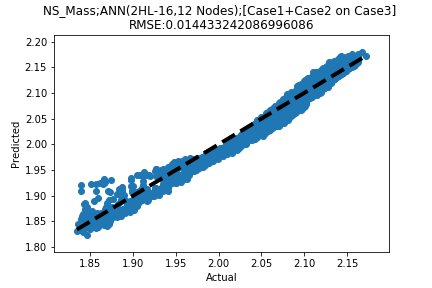 NS_Mass;ANN(2HL-16,12 Nodes);[Case1+Case2 on Case3]
RMSE:0.014433242086996086
2.20
2.15
2.10
2.05
2.00
1.95
1.90
1.85
1.80
Predicted
1.85 1.90 1.95 2.00 2.05 2.10 2.15
Actual